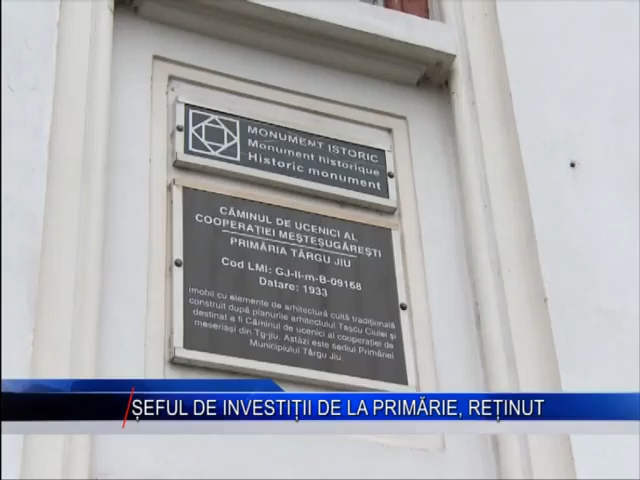 MONUMENT ISTORIC
Monument historique
Historic monument
CĂMINUL DE UCENICI AL
COOPERAȚIEI MEȘTEȘUGĂREȘTI
PRIMĂRIA TÂRGU JIU
Cod LMI: GJ-II-m-B-09168
Datare: 1933
Imobil cu elemente de arhitectură cultă tradițională
construit după planurile arhitectului Tașcu Ciulei și
destinat a fi Căminul de ucenici al cooperației de
meseriași din Tg-jiu. Astăzi este sediul Primăriei
Municipiului Târgu Jiu
ȘEFUL DE INVESTIȚII DE LA PRIMĂRIE, REȚINUT